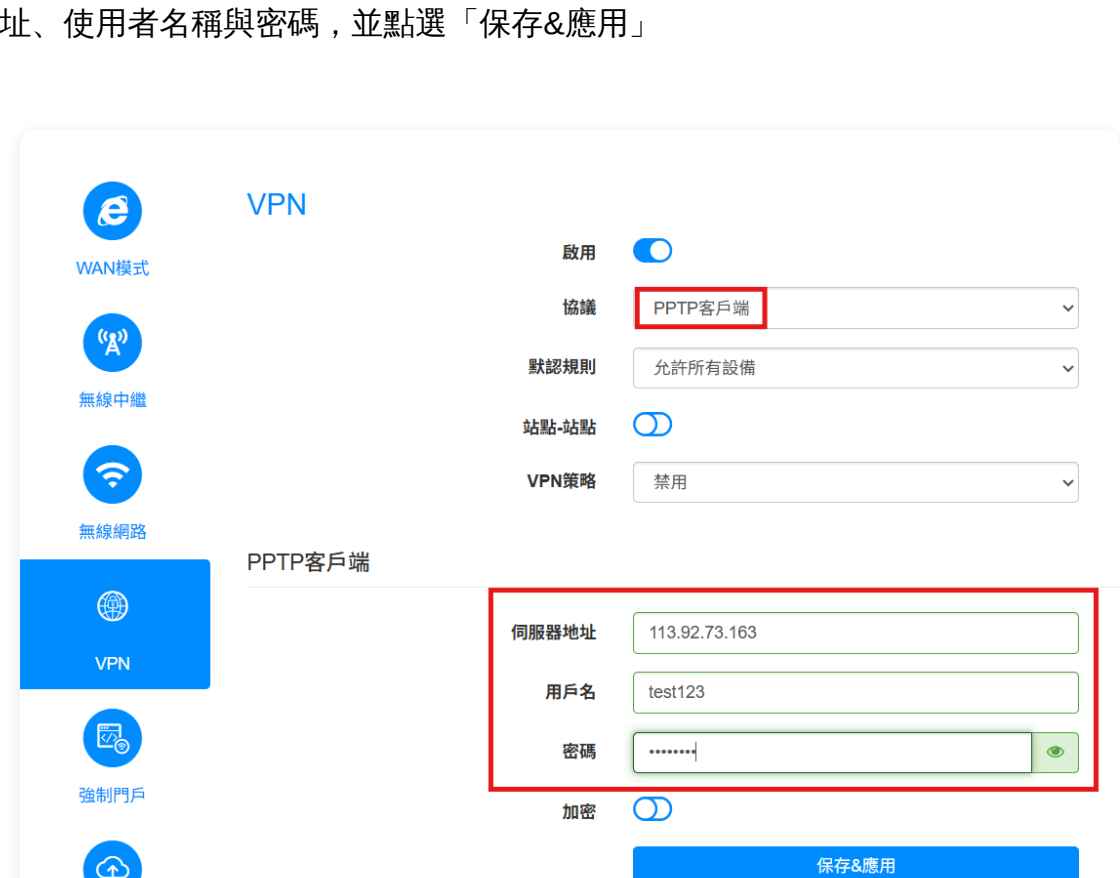 址、使用者名稱與密碼，並點選「保存&應用」
VPN
WAN模式
啟用
協議 PPTP客戶端
默認規則 允許所有設備
無線中繼
站點-站點
VPN策略 禁用
無線網路
PPTP客戶端
伺服器地址 113.92.73.163
VPN
用戶名 test123
密碼 ••••••••
強制門戶
加密
保存&應用